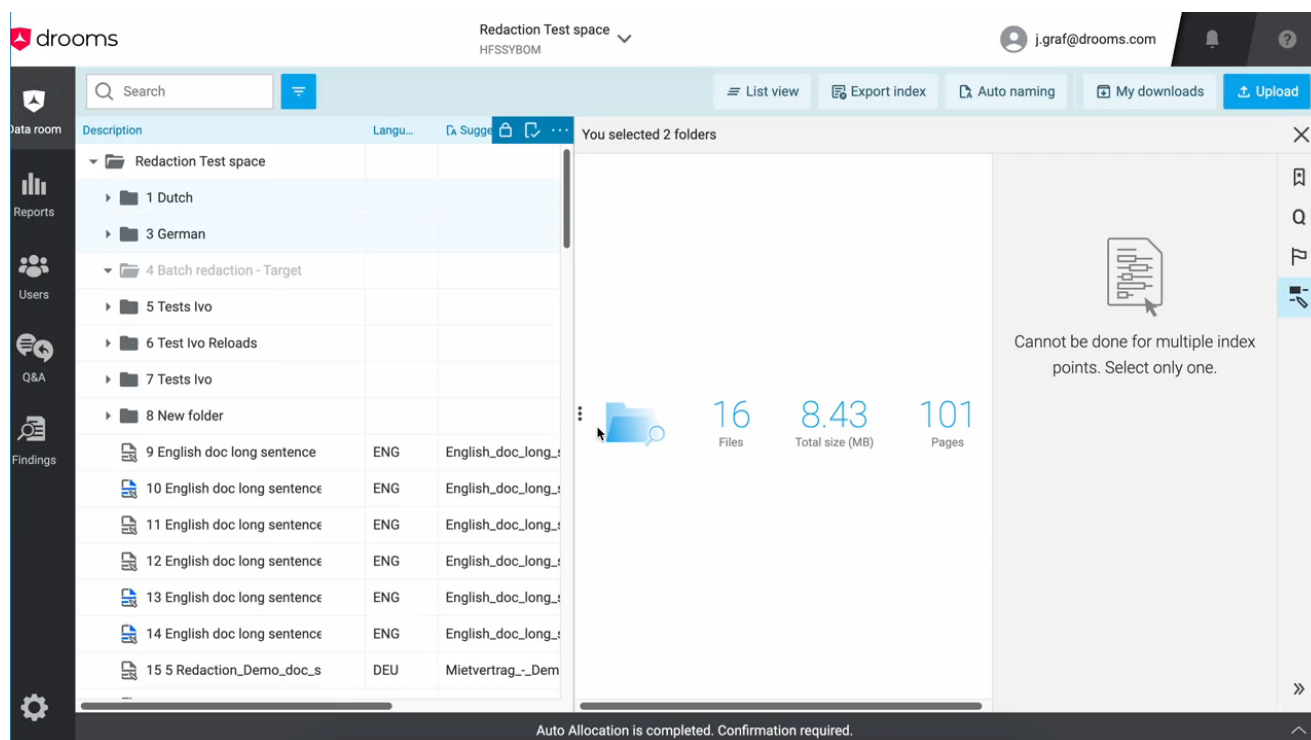 drooms
Redaction Test space
HFSSYBOM
j.graf@drooms.com
Search
List view
Export index
Auto naming
My downloads
Upload
Data room
Reports
Users
Q&A
Findings
Description
Langu...
Sugge
You selected 2 folders
Redaction Test space
1 Dutch
3 German
4 Batch redaction - Target
5 Tests Ivo
6 Test Ivo Reloads
7 Tests Ivo
8 New folder
9 English doc long sentence ENG English_doc_long_s
10 English doc long sentence ENG English_doc_long_s
11 English doc long sentence ENG English_doc_long_s
12 English doc long sentence ENG English_doc_long_s
13 English doc long sentence ENG English_doc_long_s
14 English doc long sentence ENG English_doc_long_s
15 5 Redaction_Demo_doc_s DEU Mietvertrag_-_Dem
16
Files
8.43
Total size (MB)
101
Pages
Cannot be done for multiple index
points. Select only one.
Q
Auto Allocation is completed. Confirmation required.